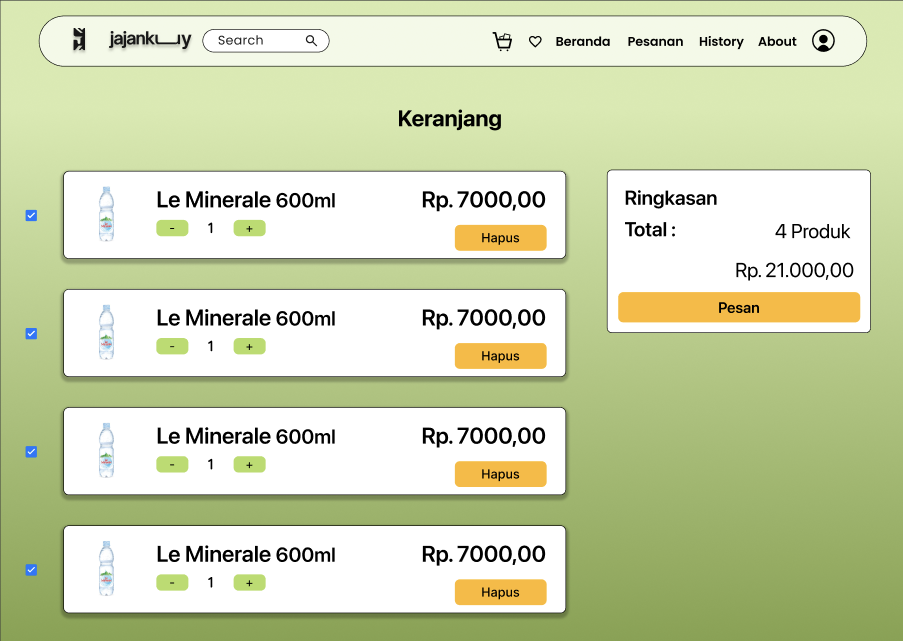 jajankuy
Search
Beranda Pesanan History About
Keranjang
Le Minerale 600ml Rp. 7000,00
- 1 +
Hapus
Le Minerale 600ml Rp. 7000,00
- 1 +
Hapus
Le Minerale 600ml Rp. 7000,00
- 1 +
Hapus
Le Minerale 600ml Rp. 7000,00
- 1 +
Hapus
Ringkasan
Total : 4 Produk
Rp. 21.000,00
Pesan